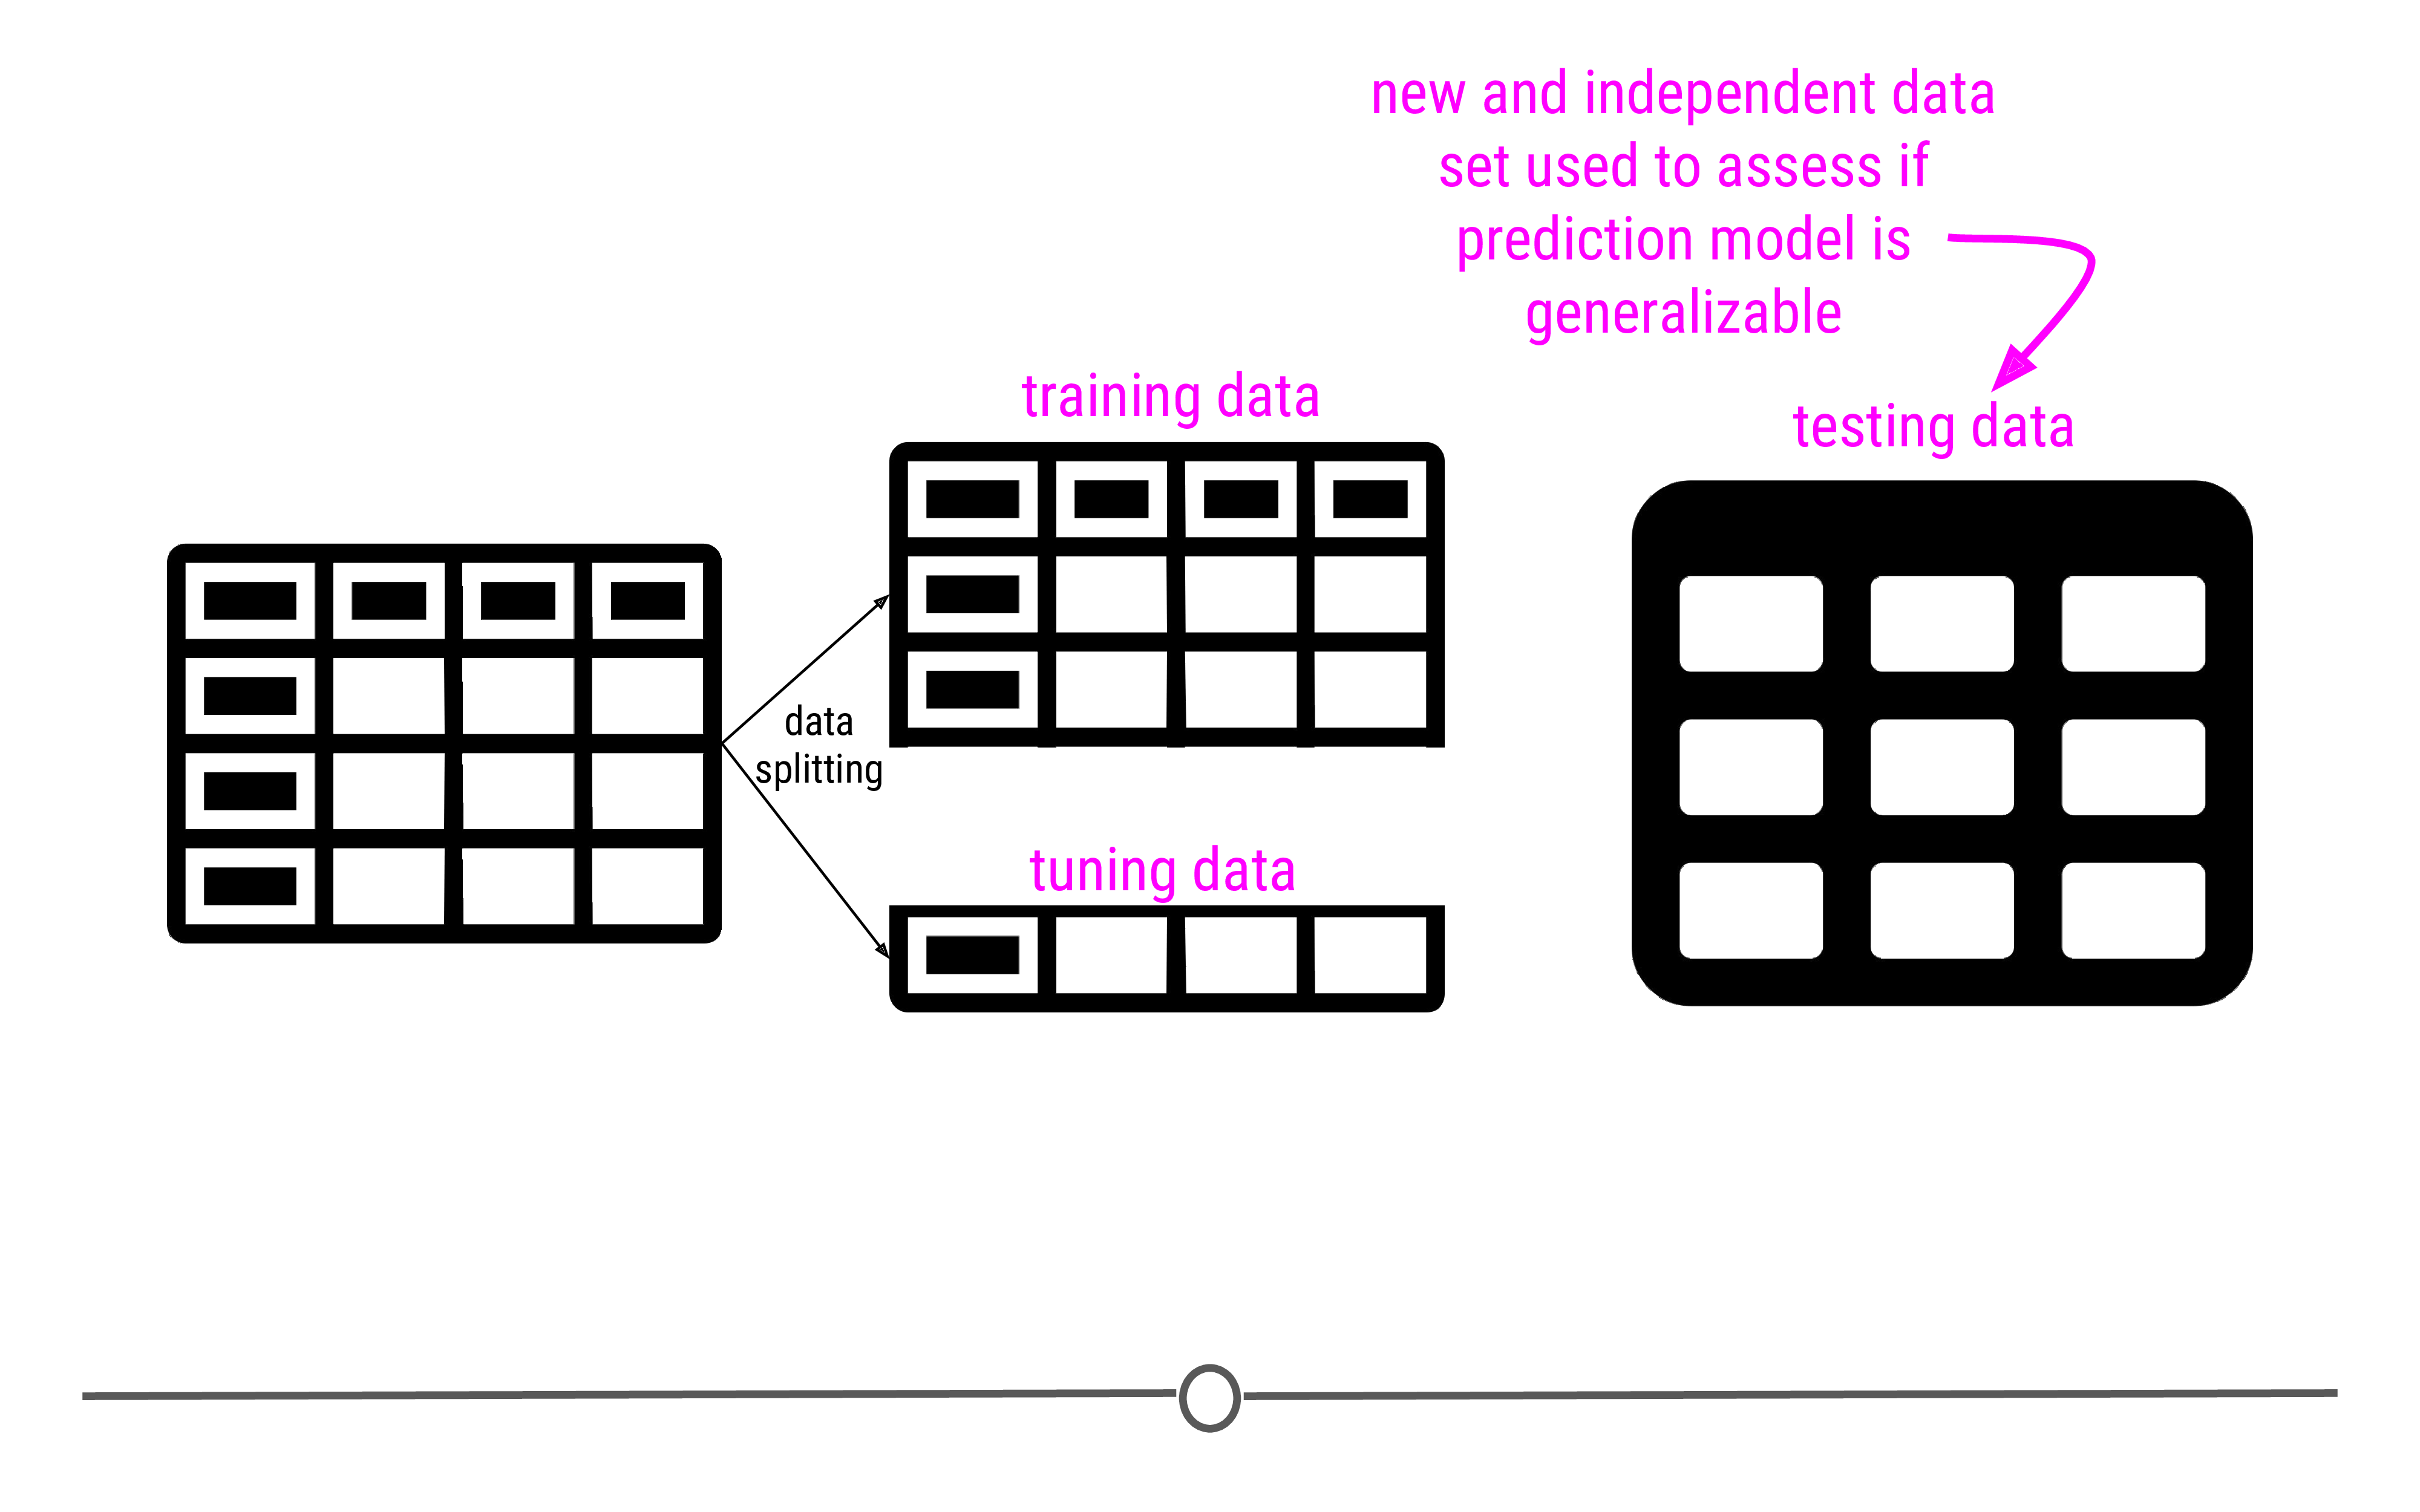 new and independent data
set used to assess if
prediction model is
generalizable
training data
testing data
data
splitting
tuning data